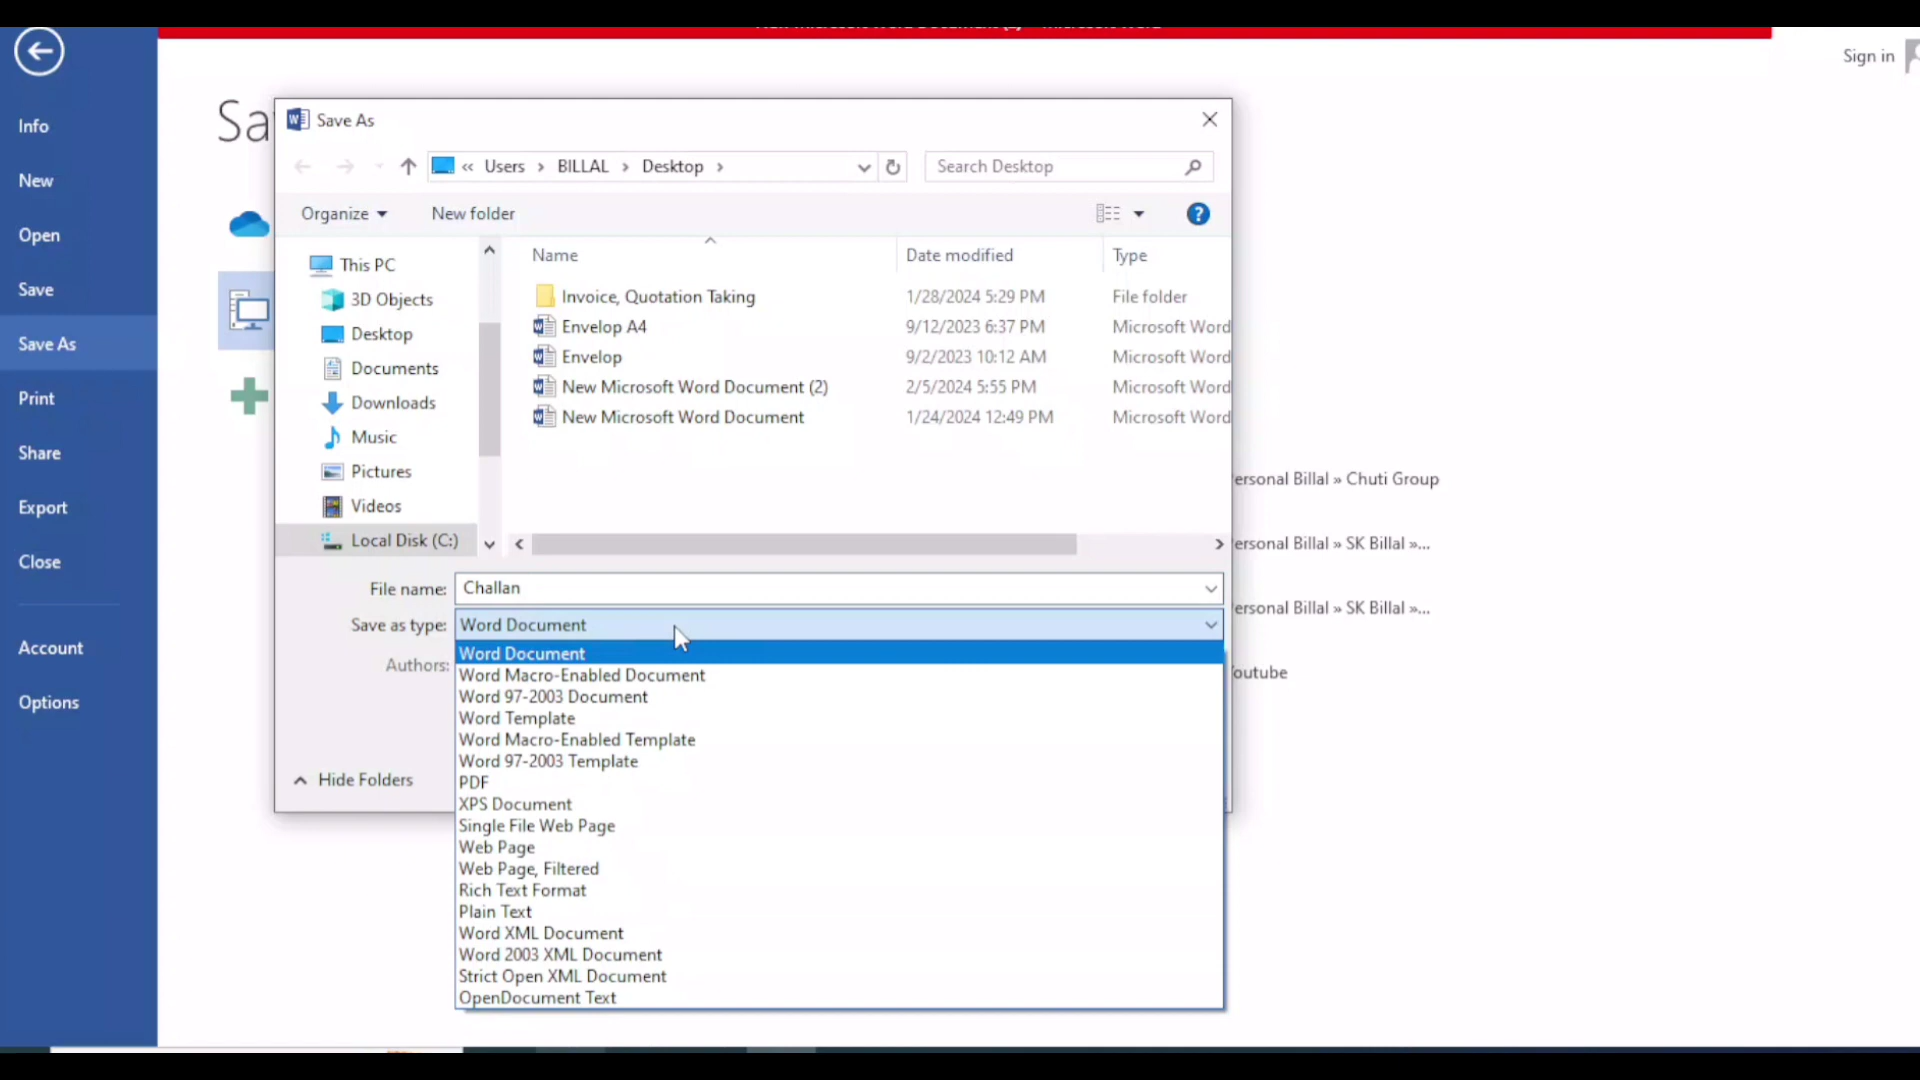 Sign in
Info
New
Open
Save
Save As
Print
Share
Export
Close
Account
Options
Save As
« Users › BILLAL › Desktop ›
Search Desktop
Organize
New folder
This PC
3D Objects
Desktop
Documents
Downloads
Music
Pictures
Videos
Local Disk (C:)
Name Date modified Type
Invoice, Quotation Taking 1/28/2024 5:29 PM File folder
Envelop A4 9/12/2023 6:37 PM Microsoft Word
Envelop 9/2/2023 10:12 AM Microsoft Word
New Microsoft Word Document (2) 2/5/2024 5:55 PM Microsoft Word
New Microsoft Word Document 1/24/2024 12:49 PM Microsoft Word
ersonal Billal » Chuti Group
ersonal Billal » SK Billal »...
ersonal Billal » SK Billal »...
outube
File name: Challan
Save as type: Word Document
Authors:
Word Document
Word Macro-Enabled Document
Word 97-2003 Document
Word Template
Word Macro-Enabled Template
Word 97-2003 Template
PDF
XPS Document
Single File Web Page
Web Page
Web Page, Filtered
Rich Text Format
Plain Text
Word XML Document
Word 2003 XML Document
Strict Open XML Document
OpenDocument Text
Hide Folders